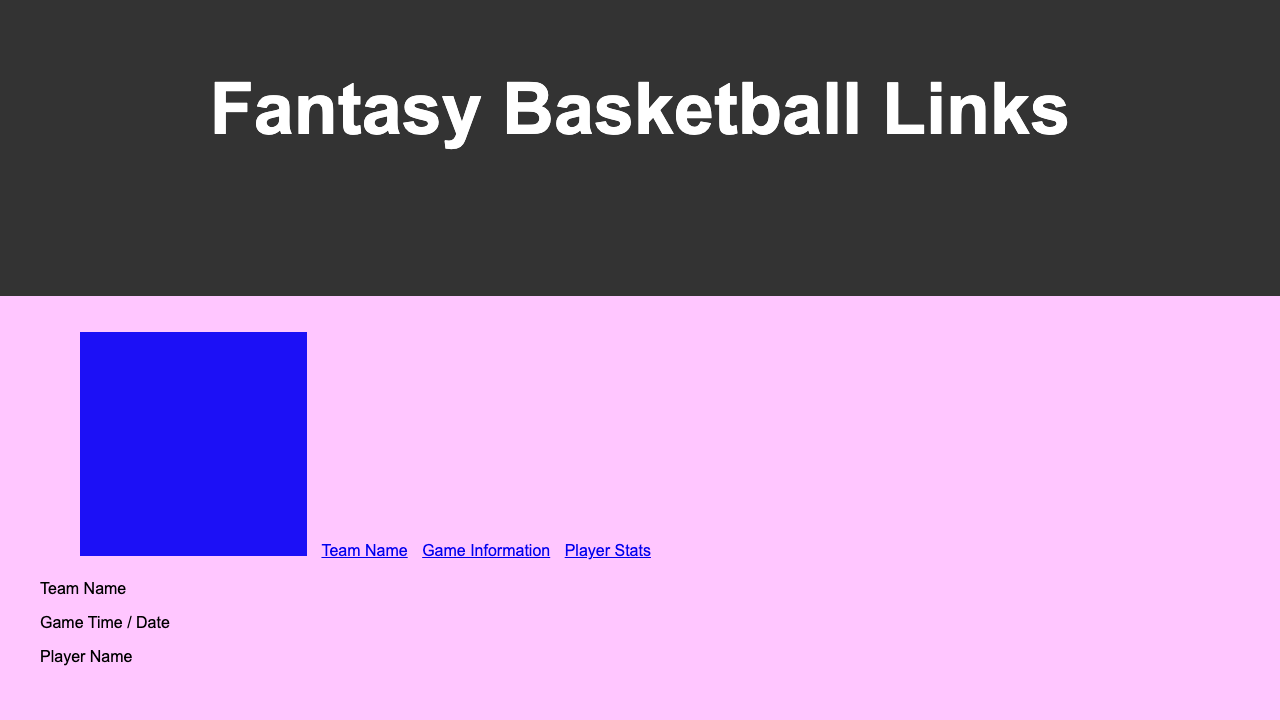 Fantasy Basketball Links
Team Name Game Information Player Stats
Team Name
Game Time / Date
Player Name